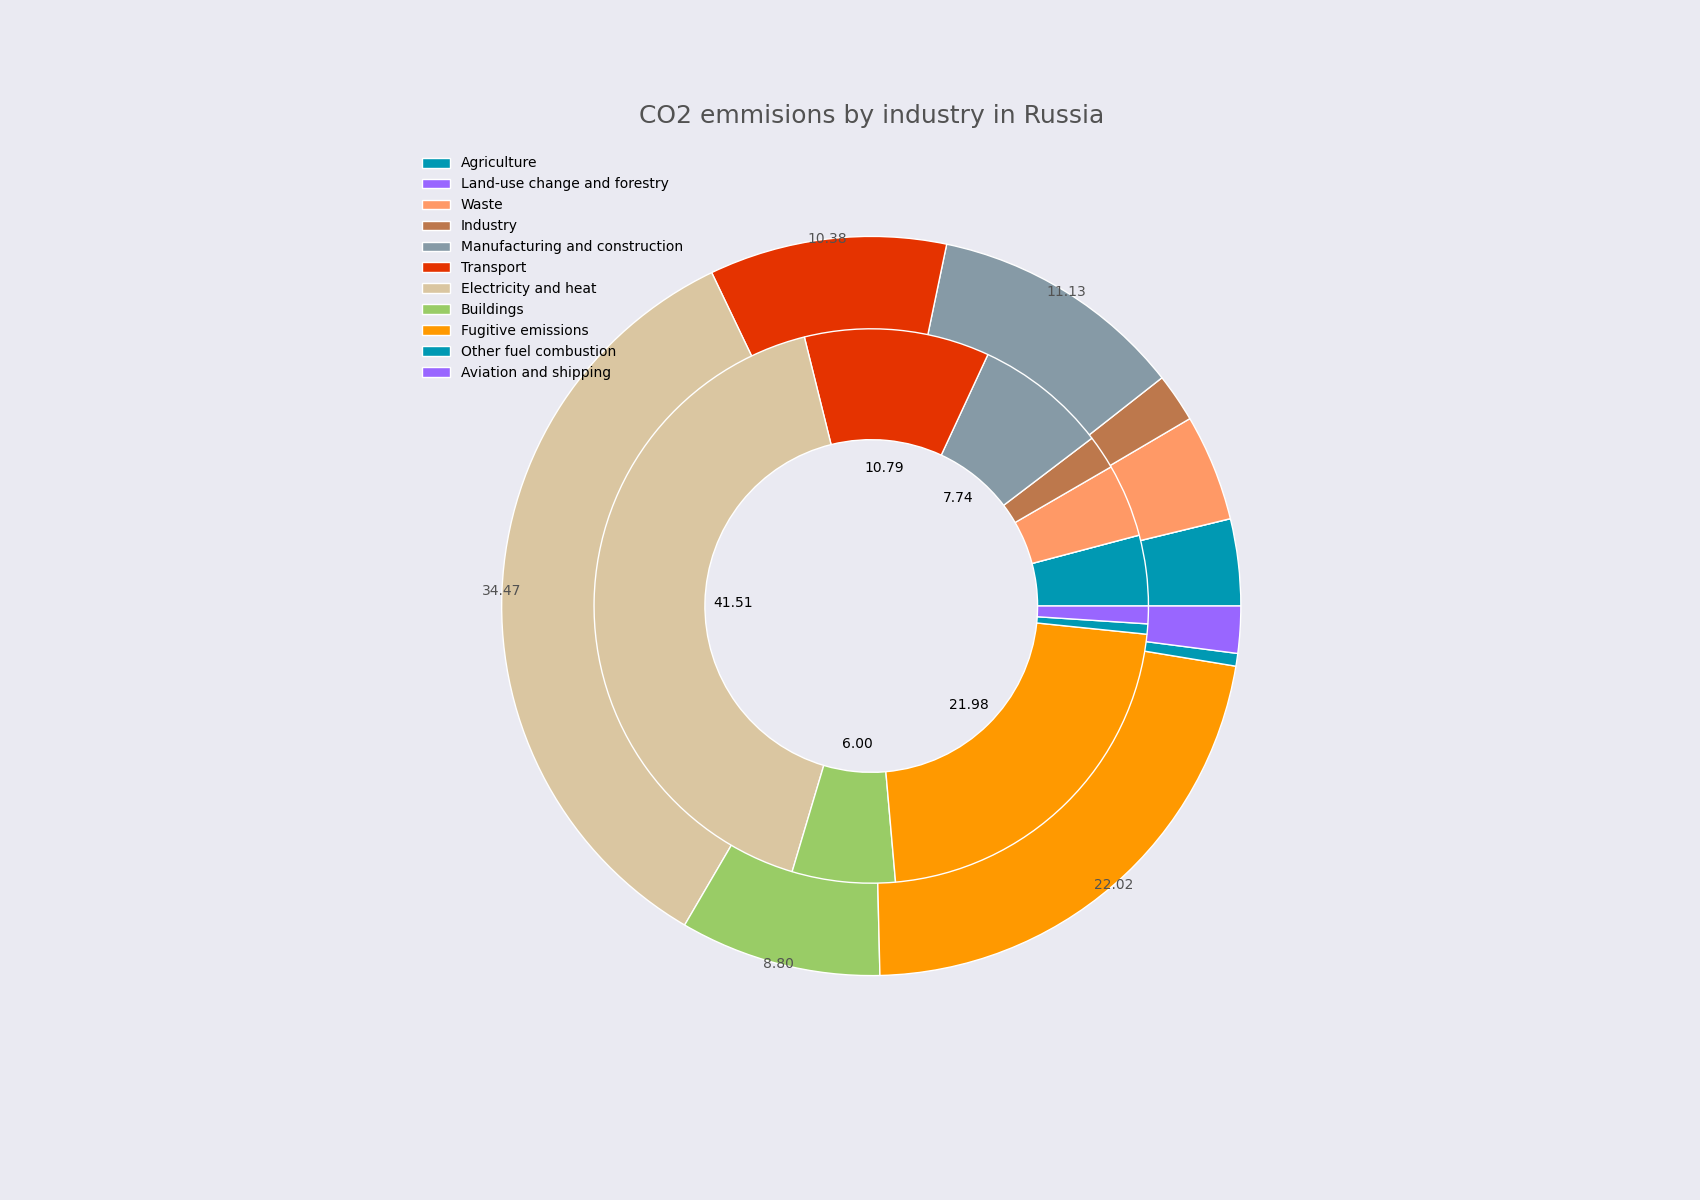 CO2 emmisions by industry in Russia
Agriculture
Land-use change and forestry
Waste
Industry
Manufacturing and construction
Transport
Electricity and heat
Buildings
Fugitive emissions
Other fuel combustion
Aviation and shipping
10.38
11.13
10.79
7.74
34.47
41.51
21.98
6.00
22.02
8.80